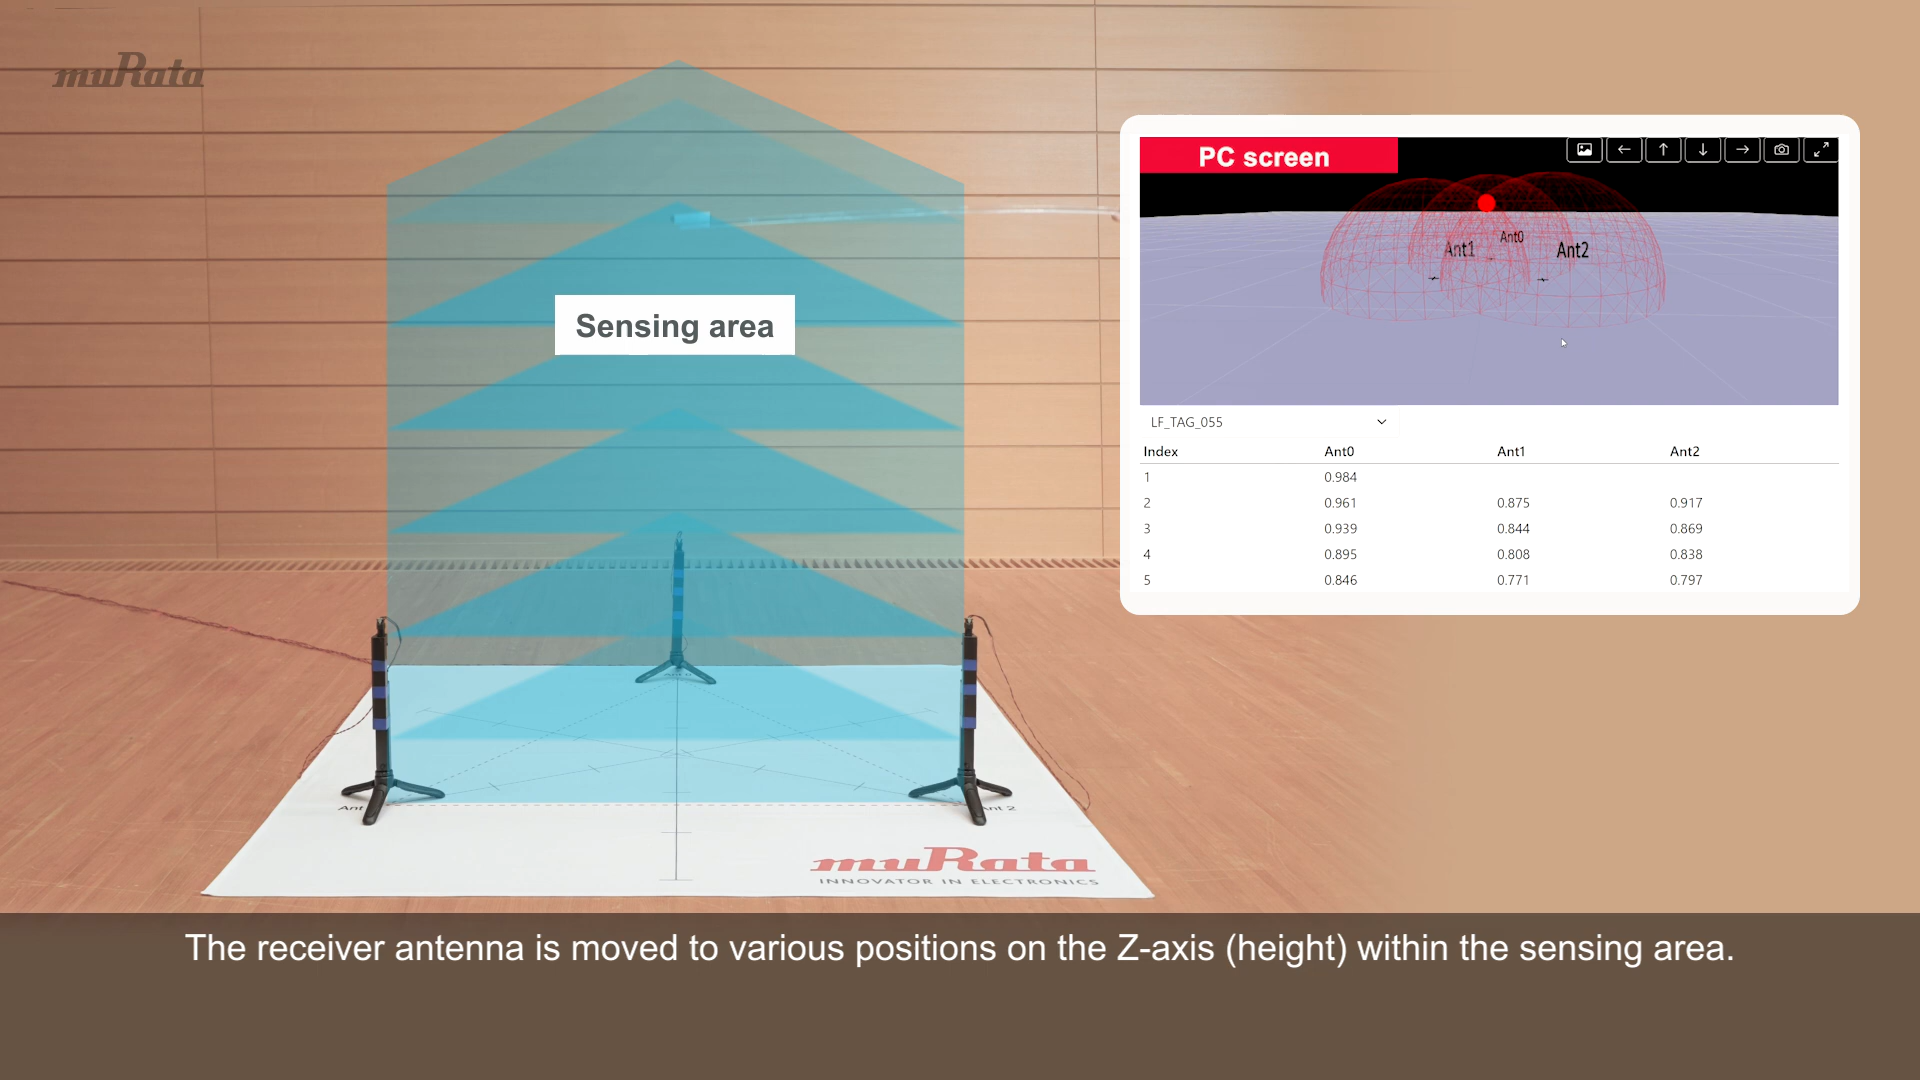 muRata
PC screen
Ant1
Ant0
Ant2
Sensing area
LF_TAG_055
Index Ant0 Ant1 Ant2
1 0.984
2 0.961 0.875 0.917
3 0.939 0.844 0.869
4 0.895 0.808 0.838
5 0.846 0.771 0.797
Ant
Ant 2
muRata
INNOVATOR IN ELECTRONICS
The receiver antenna is moved to various positions on the Z-axis (height) within the sensing area.